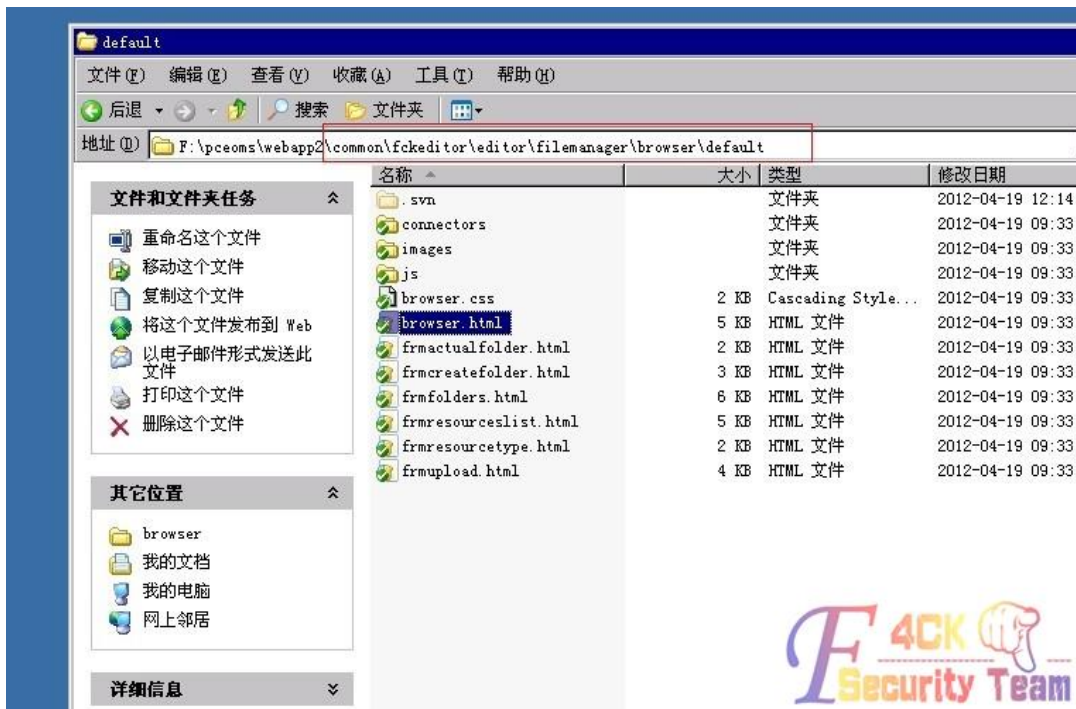 default
文件(F) 编辑(E) 查看(V) 收藏(A) 工具(T) 帮助(H)
后退 搜索 文件夹
地址(D) F:\pceoms\webapp2\common\fckeditor\editor\filemanager\browser\default
文件和文件夹任务
重命名这个文件
移动这个文件
复制这个文件
将这个文件发布到 Web
以电子邮件形式发送此
文件
打印这个文件
删除这个文件
其它位置
browser
我的文档
我的电脑
网上邻居
详细信息
名称 大小 类型 修改日期
.svn 文件夹 2012-04-19 12:14
connectors 文件夹 2012-04-19 09:33
images 文件夹 2012-04-19 09:33
js 文件夹 2012-04-19 09:33
browser.css 2 KB Cascading Style... 2012-04-19 09:33
browser.html 5 KB HTML 文件 2012-04-19 09:33
frmactualfolder.html 2 KB HTML 文件 2012-04-19 09:33
frmcreatefolder.html 3 KB HTML 文件 2012-04-19 09:33
frmfolders.html 6 KB HTML 文件 2012-04-19 09:33
frmresourceslist.html 5 KB HTML 文件 2012-04-19 09:33
frmresourcetype.html 2 KB HTML 文件 2012-04-19 09:33
frmupload.html 4 KB HTML 文件 2012-04-19 09:33
F4CK
Security Team